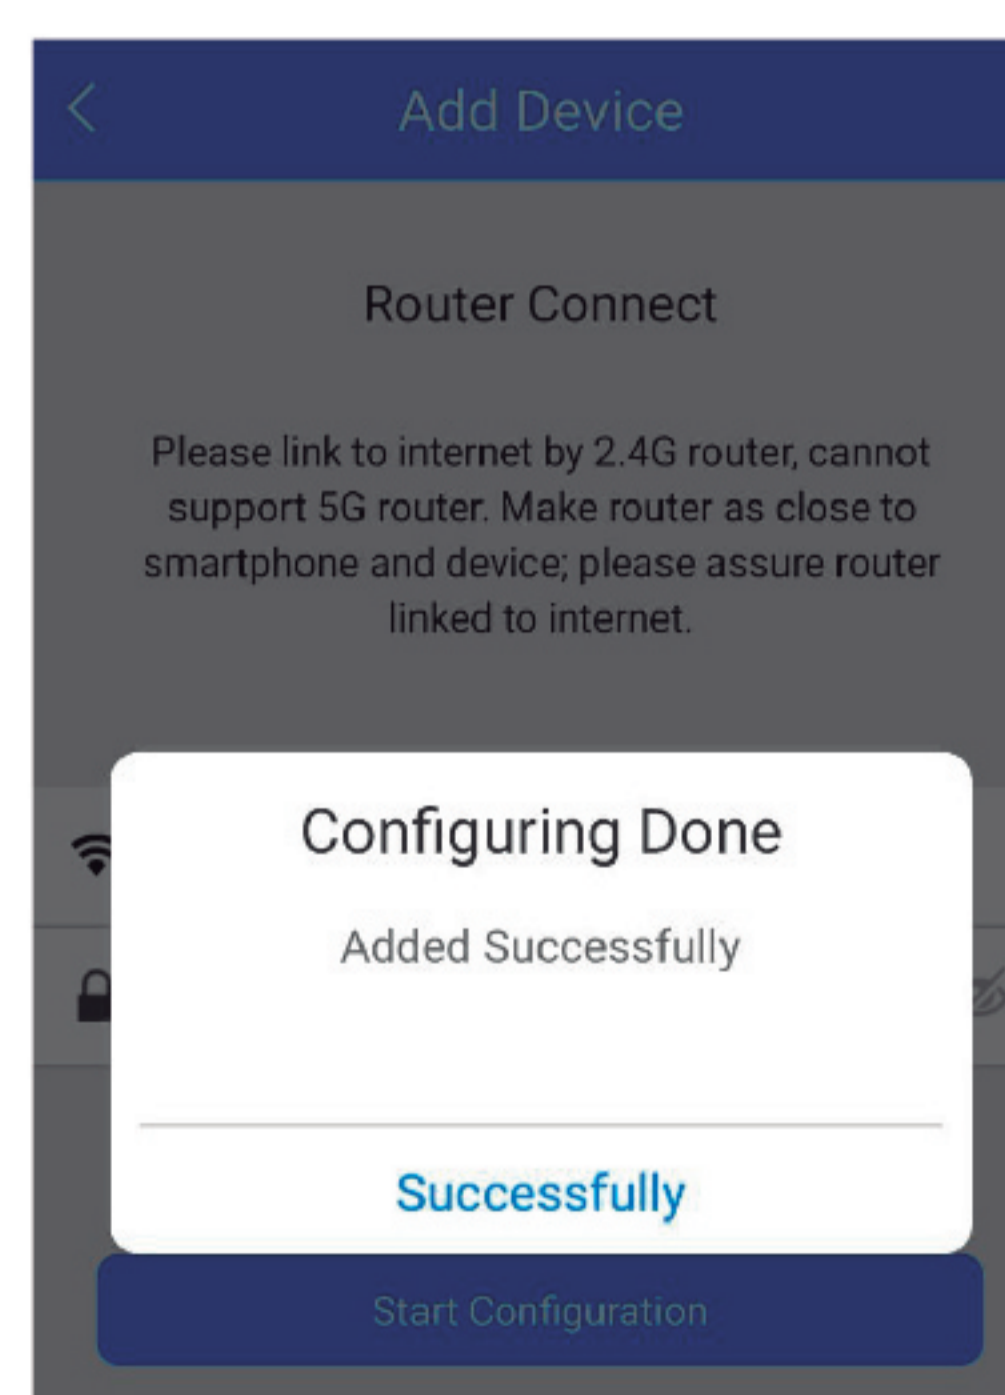 Add Device
Router Connect
Please link to internet by 2.4G router, cannot
support 5G router. Make router as close to
smartphone and device; please assure router
linked to internet.
Configuring Done
Added Successfully
Successfully
Start Configuration